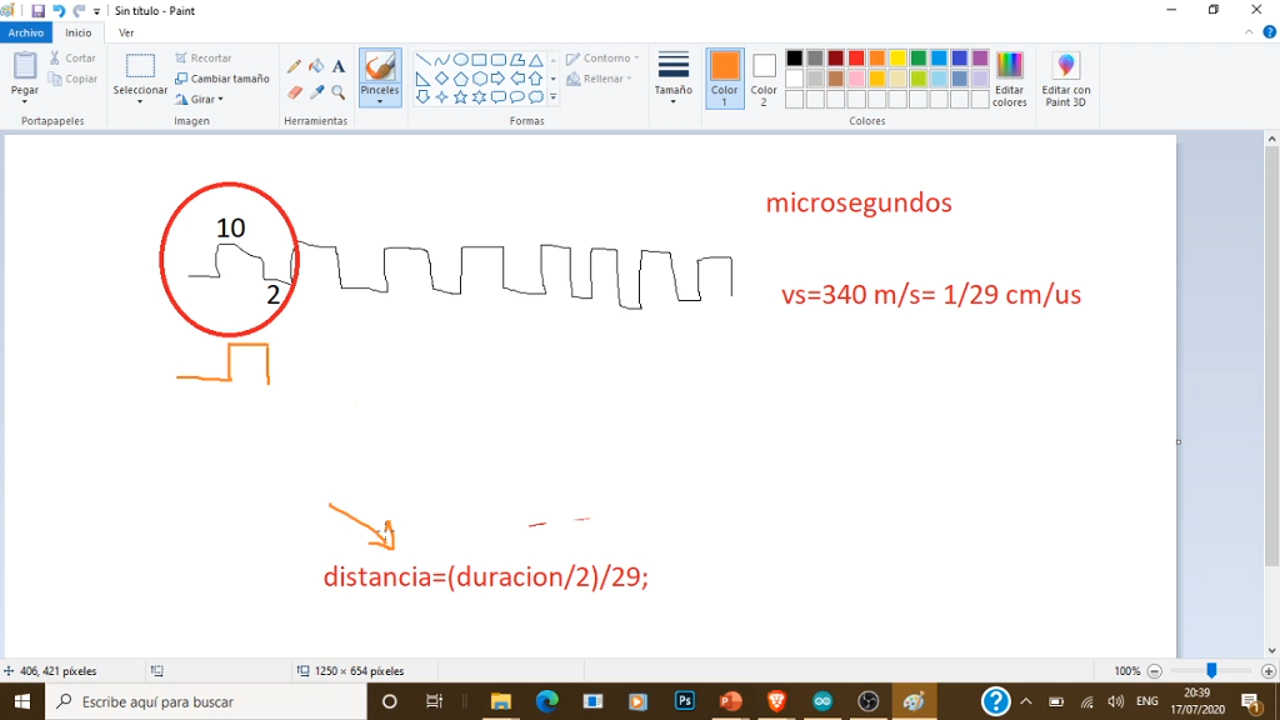 Sin título - Paint
Archivo Inicio Ver
Pegar
Cortar
Copiar
Portapapeles
Seleccionar
Recortar
Cambiar tamaño
Girar
Imagen
A
Herramientas
Pinceles
Contorno
Rellenar
Formas
Tamaño
Color 1
Color 2
Editar colores
Editar con Paint 3D
Colores
microsegundos
10
2
vs=340 m/s= 1/29 cm/us
distancia=(duracion/2)/29;
406, 421 píxeles
1250 × 654 píxeles
100%
Escribe aquí para buscar
Ps
ENG
20:39
17/07/2020
1